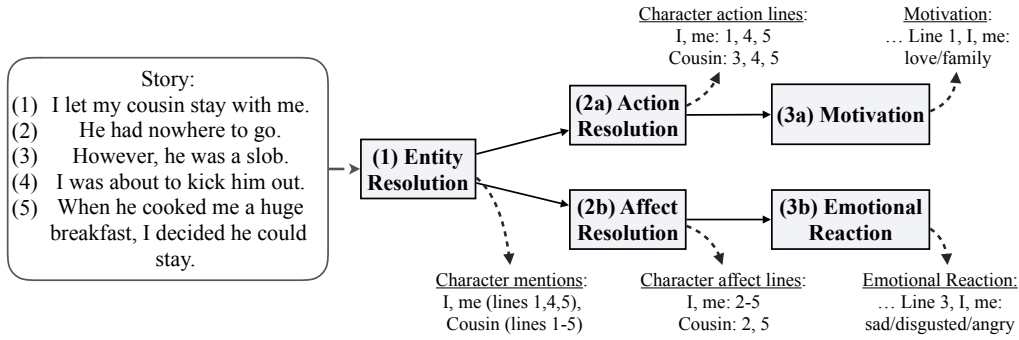 Story:
(1) I let my cousin stay with me.
(2) He had nowhere to go.
(3) However, he was a slob.
(4) I was about to kick him out.
(5) When he cooked me a huge
breakfast, I decided he could
stay.
(1) Entity
Resolution
Character mentions:
I, me (lines 1,4,5),
Cousin (lines 1-5)
Character action lines:
I, me: 1, 4, 5
Cousin: 3, 4, 5
(2a) Action
Resolution
(2b) Affect
Resolution
Character affect lines:
I, me: 2-5
Cousin: 2, 5
Motivation:
… Line 1, I, me:
love/family
(3a) Motivation
(3b) Emotional
Reaction
Emotional Reaction:
… Line 3, I, me:
sad/disgusted/angry